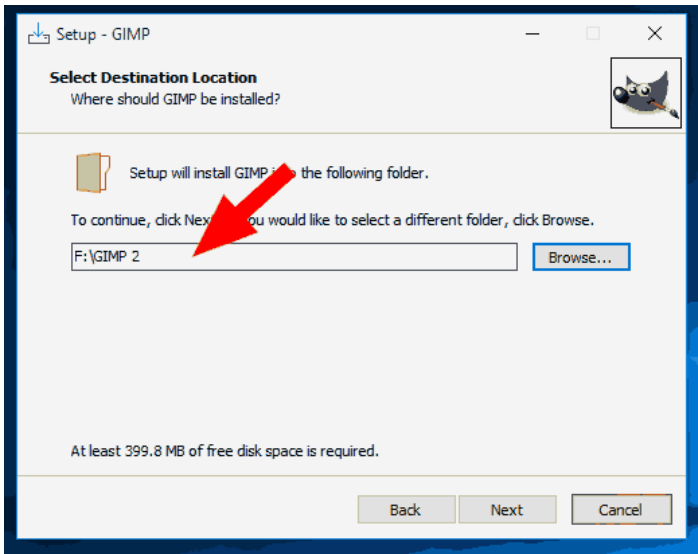 Setup - GIMP
Select Destination Location
Where should GIMP be installed?
Setup will install GIMP the following folder.
To continue, click would like to select a different folder, click Browse.
F:\GIMP 2
Browse...
At least 399.8 MB of free disk space is required.
Back
Next
Cancel